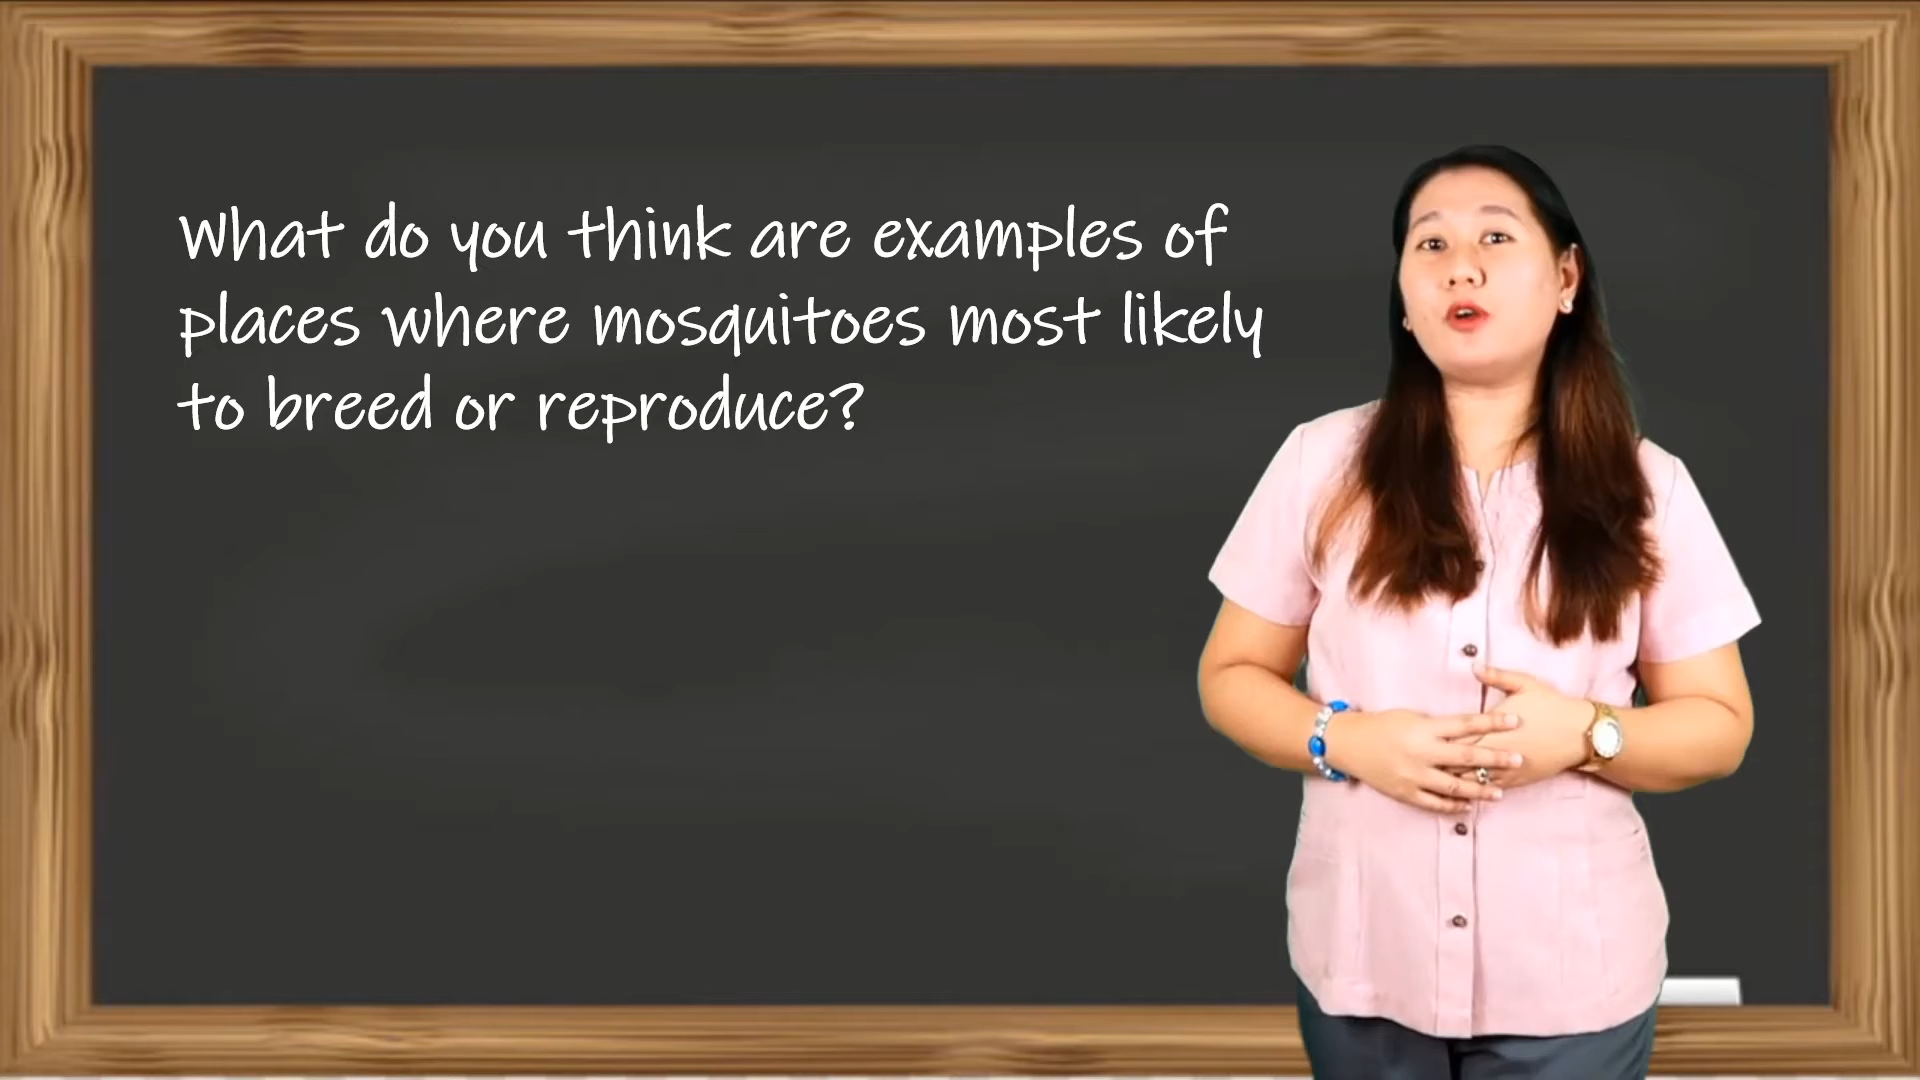 What do you think are examples of
places where mosquitoes most likely
to breed or reproduce?